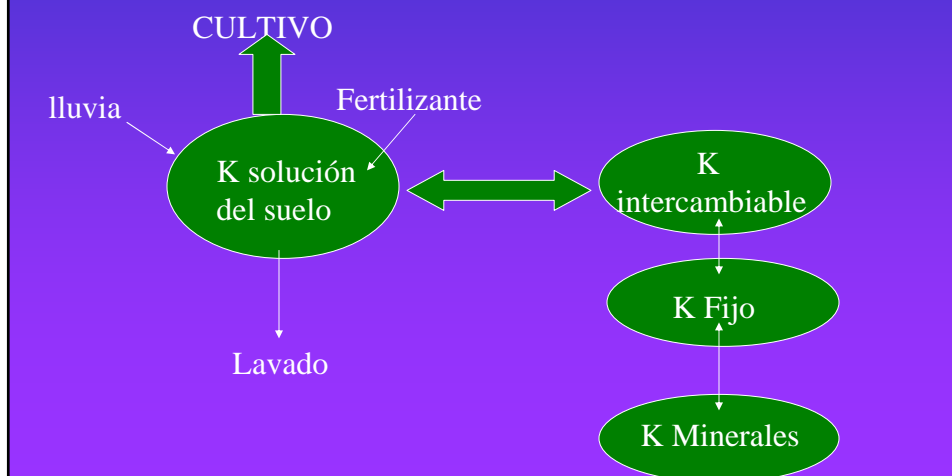 CULTIVO
lluvia
Fertilizante
K solución
del suelo
K
intercambiable
K Fijo
Lavado
K Minerales